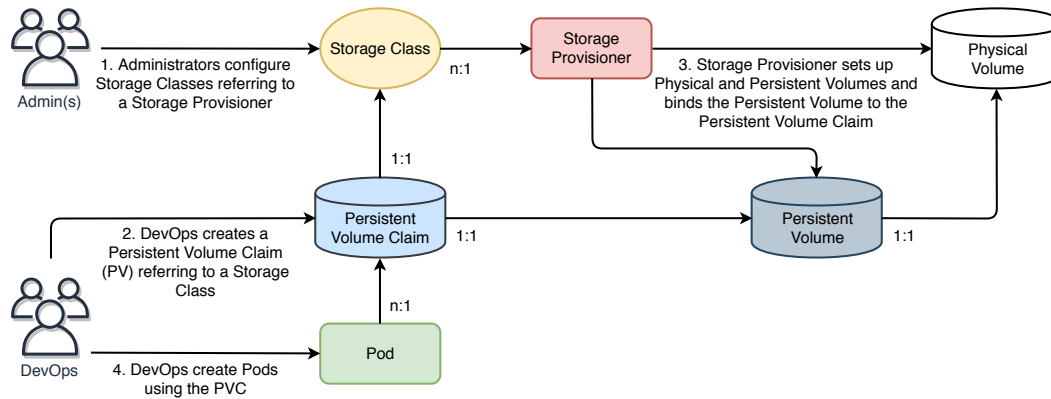 Storage Class
Storage
Provisioner
Physical
Volume
n:1
1. Administrators configure
Storage Classes referring to
a Storage Provisioner
Admin(s)
3. Storage Provisioner sets up
Physical and Persistent Volumes and
binds the Persistent Volume to the
Persistent Volume Claim
1:1
Persistent
Volume Claim
1:1
Persistent
Volume
1:1
2. DevOps creates a
Persistent Volume Claim
(PV) referring to a Storage
Class
n:1
DevOps
Pod
4. DevOps create Pods
using the PVC